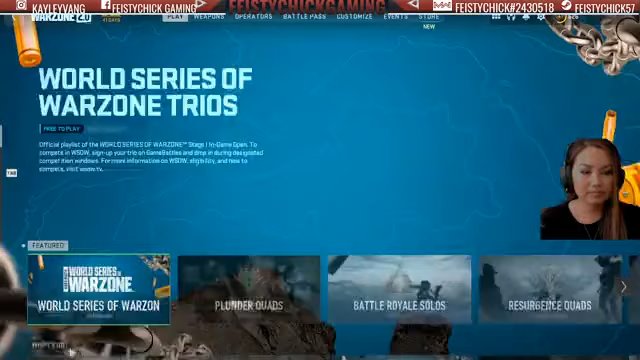 KAYLEYVANG
FEISTYCHICK GAMING
FEISTYCHICKGAMING
FEISTYCHICK#2430518
FEISTYCHICK57
WARZONE 2.0
PLAY
WEAPONS
OPERATORS
BATTLE PASS
CUSTOMIZE
EVENTS
STORE
NEW
WORLD SERIES OF
WARZONE TRIOS
FREE TO PLAY
Official playlist of the WORLD SERIES OF WARZONE™ Stage 1 In-Game Open. To
compete in WSOW, sign-up your trio on GameBattles and drop in during designated
competition windows. For more information on WSOW, eligibility, and how to
compete, visit wsow.tv.
TAB
FEATURED
WORLD SERIES OF
WARZONE
WORLD SERIES OF WARZON
PLUNDER QUADS
BATTLE ROYALE SOLOS
RESURGENCE QUADS